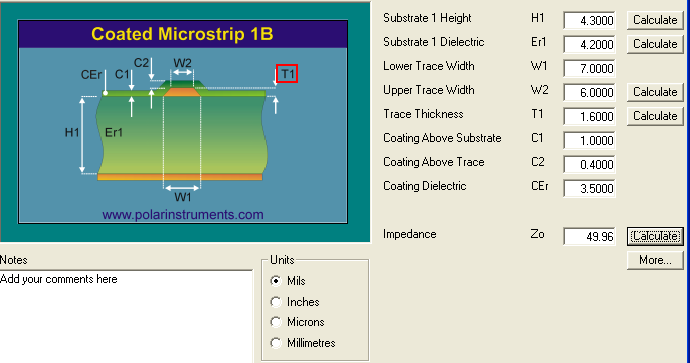 Coated Microstrip 1B
C2 W2
CEr C1 T1
H1 Er1
W1
www.polarinstruments.com
Substrate 1 Height H1 4.3000 Calculate
Substrate 1 Dielectric Er1 4.2000 Calculate
Lower Trace Width W1 7.0000
Upper Trace Width W2 6.0000 Calculate
Trace Thickness T1 1.6000 Calculate
Coating Above Substrate C1 1.0000
Coating Above Trace C2 0.4000
Coating Dielectric CEr 3.5000
Impedance Zo 49.96 Calculate
More...
Notes
Add your comments here
Units
Mils
Inches
Microns
Millimetres